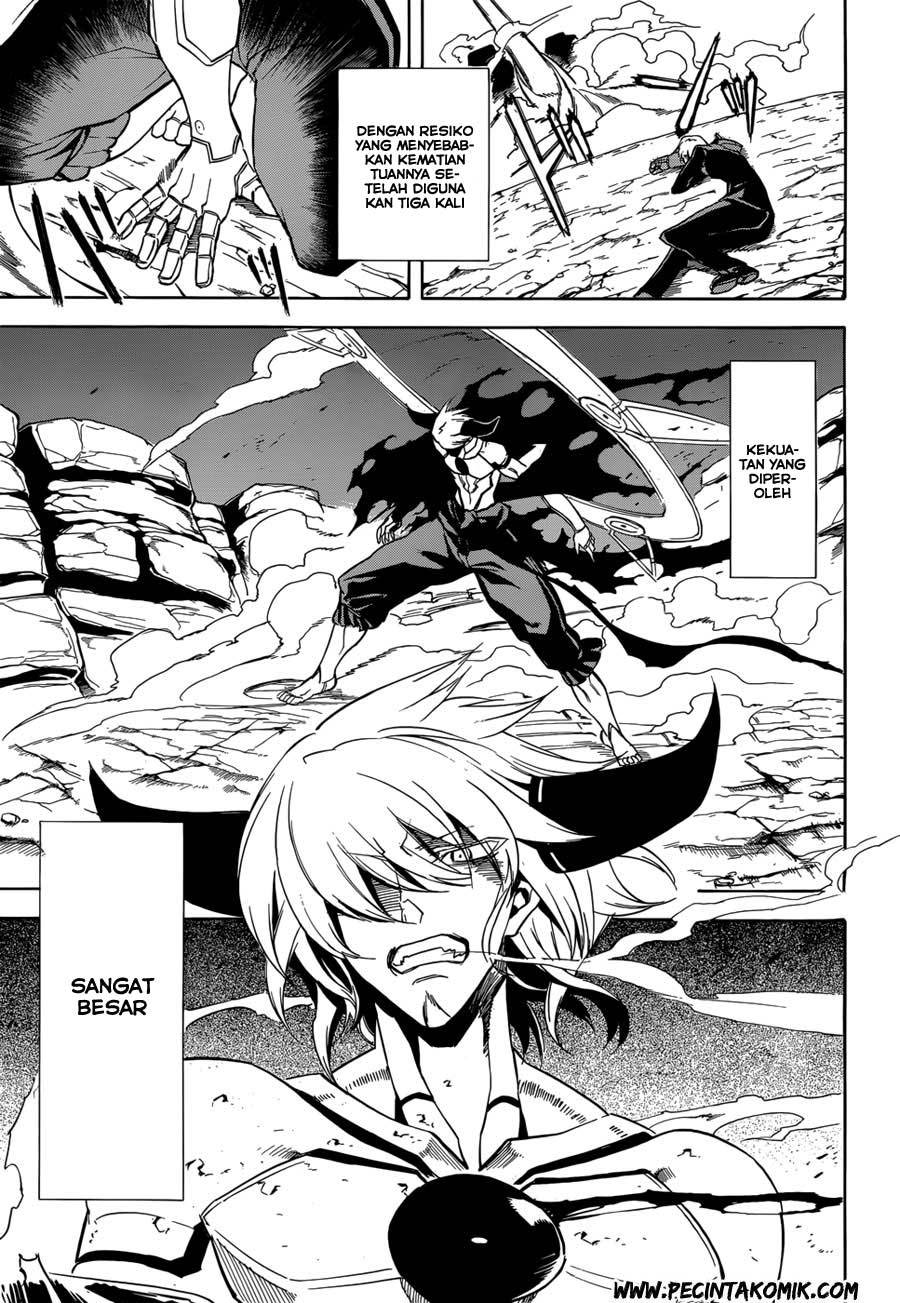 DENGAN RESIKO
YANG MENYEBAB-
KAN KEMATIAN
TUANNYA SE-
TELAH DIGUNA
KAN TIGA KALI
KEKUA-
TAN YANG
DIPER-
OLEH
SANGAT
BESAR
WWW.PECINTAKOMIK.COM